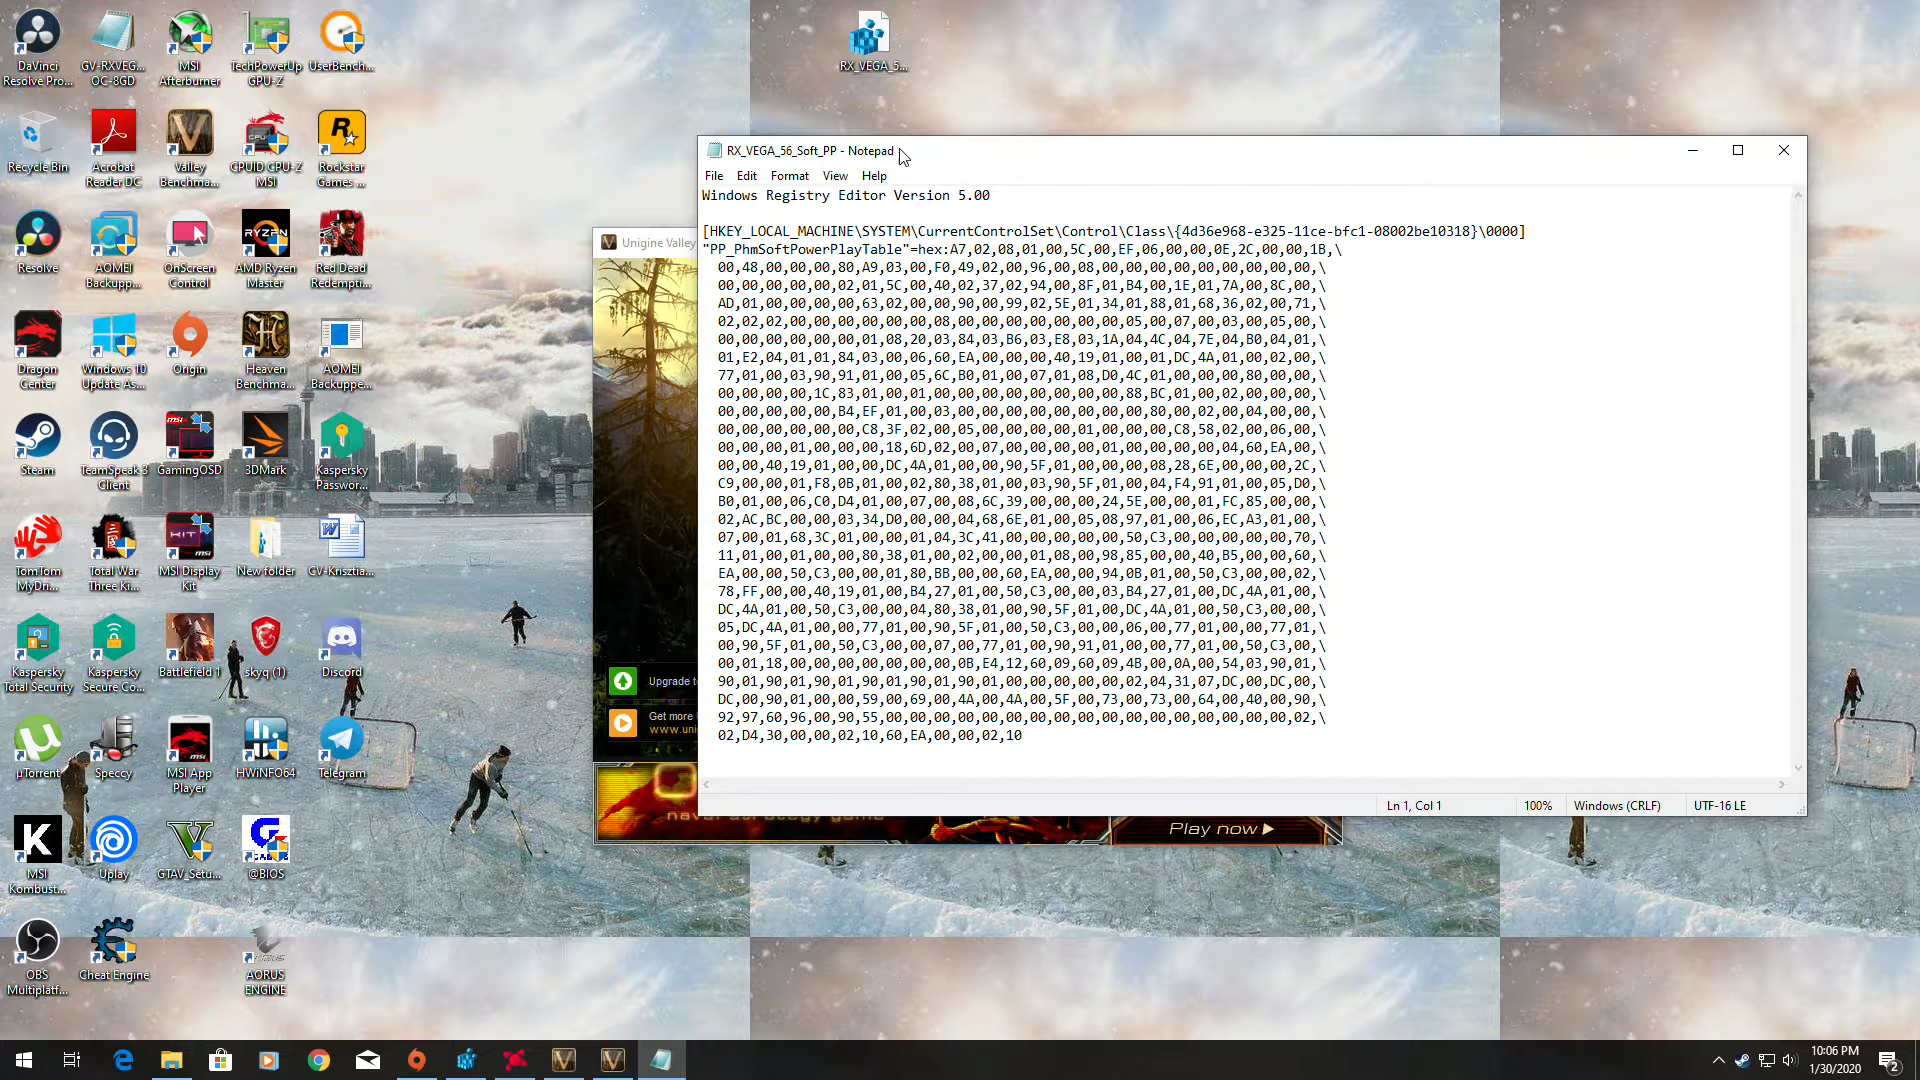 DaVinci
Resolve Pro...
GV-RXVEG...
OC-8GD
MSI
Afterburner
TechPowerUp
GPU-Z
UserBench...
RX_VEGA_5...
Recycle Bin
Acrobat
Reader DC
Valley
Benchma...
CPUID CPU-Z
MSI
Rockstar
Games ...
Resolve
AOMEI
Backupp...
OnScreen
Control
RYZEN
AMD Ryzen
Master
Red Dead
Redempti...
Dragon
Center
Windows 10
Update As...
Origin
Heaven
Benchma...
AOMEI
Backuppe...
Steam
TeamSpeak 3
Client
msi
GamingOSD
3DMark
Kaspersky
Passwor...
TomTom
MyDri...
Total War
Three Ki...
KIT
msi
MSI Display
Kit
New folder
CV-Krisztia...
Kaspersky
Total Security
Kaspersky
Secure Co...
Battlefield 1
skyq (1)
Discord
µTorrent
Speccy
MSI App
Player
HWiNFO64
Telegram
MSI
Kombust...
Uplay
GTAV_Setu...
@BIOS
OBS
Multiplatf...
Cheat Engine
AORUS
ENGINE
Unigine Valley
Upgrade t
Get more
www.uni
naval strategy game
Play now
RX_VEGA_56_Soft_PP - Notepad
File Edit Format View Help
Windows Registry Editor Version 5.00
[HKEY_LOCAL_MACHINE\SYSTEM\CurrentControlSet\Control\Class\{4d36e968-e325-11ce-bfc1-08002be10318}\0000]
"PP_PhmSoftPowerPlayTable"=hex:A7,02,08,01,00,5C,00,EF,06,00,00,0E,2C,00,00,1B,\
00,48,00,00,00,80,A9,03,00,F0,49,02,00,96,00,08,00,00,00,00,00,00,00,00,00,\
00,00,00,00,00,02,01,5C,00,40,02,37,02,94,00,8F,01,B4,00,1E,01,7A,00,8C,00,\
AD,01,00,00,00,00,63,02,00,00,90,00,99,02,5E,01,34,01,88,01,68,36,02,00,71,\
02,02,02,00,00,00,00,00,00,08,00,00,00,00,00,00,00,05,00,07,00,03,00,05,00,\
00,00,00,00,00,00,01,08,20,03,84,03,B6,03,E8,03,1A,04,4C,04,7E,04,B0,04,01,\
01,E2,04,01,01,84,03,00,06,60,EA,00,00,00,40,19,01,00,01,DC,4A,01,00,02,00,\
77,01,00,03,90,91,01,00,05,6C,B0,01,00,07,01,08,D0,4C,01,00,00,00,80,00,00,\
00,00,00,00,1C,83,01,00,01,00,00,00,00,00,00,00,00,88,BC,01,00,02,00,00,00,\
00,00,00,00,00,B4,EF,01,00,03,00,00,00,00,00,00,00,00,80,00,02,00,04,00,00,\
00,00,00,00,00,00,C8,3F,02,00,05,00,00,00,00,01,00,00,00,C8,58,02,00,06,00,\
00,00,00,01,00,00,00,18,6D,02,00,07,00,00,00,00,01,00,00,00,00,04,60,EA,00,\
00,00,40,19,01,00,00,DC,4A,01,00,00,90,5F,01,00,00,00,08,28,6E,00,00,00,2C,\
C9,00,00,01,F8,0B,01,00,02,80,38,01,00,03,90,5F,01,00,04,F4,91,01,00,05,D0,\
B0,01,00,06,C0,D4,01,00,07,00,08,6C,39,00,00,00,24,5E,00,00,01,FC,85,00,00,\
02,AC,BC,00,00,03,34,D0,00,00,04,68,6E,01,00,05,08,97,01,00,06,EC,A3,01,00,\
07,00,01,68,3C,01,00,00,01,04,3C,41,00,00,00,00,00,50,C3,00,00,00,00,00,70,\
11,01,00,01,00,00,80,38,01,00,02,00,00,01,08,00,98,85,00,00,40,B5,00,00,60,\
EA,00,00,50,C3,00,00,01,80,BB,00,00,60,EA,00,00,94,0B,01,00,50,C3,00,00,02,\
78,FF,00,00,40,19,01,00,B4,27,01,00,50,C3,00,00,03,B4,27,01,00,DC,4A,01,00,\
DC,4A,01,00,50,C3,00,00,04,80,38,01,00,90,5F,01,00,DC,4A,01,00,50,C3,00,00,\
05,DC,4A,01,00,00,77,01,00,90,5F,01,00,50,C3,00,00,06,00,77,01,00,00,77,01,\
00,90,5F,01,00,50,C3,00,00,07,00,77,01,00,90,91,01,00,00,77,01,00,50,C3,00,\
00,01,18,00,00,00,00,00,00,00,0B,E4,12,60,09,60,09,4B,00,0A,00,54,03,90,01,\
90,01,90,01,90,01,90,01,90,01,90,01,00,00,00,00,00,02,04,31,07,DC,00,DC,00,\
DC,00,90,01,00,00,59,00,69,00,4A,00,4A,00,5F,00,73,00,73,00,64,00,40,00,90,\
92,97,60,96,00,90,55,00,00,00,00,00,00,00,00,00,00,00,00,00,00,00,00,00,02,\
02,D4,30,00,00,02,10,60,EA,00,00,02,10
Ln 1, Col 1 100% Windows (CRLF) UTF-16 LE
10:06 PM
1/30/2020
2